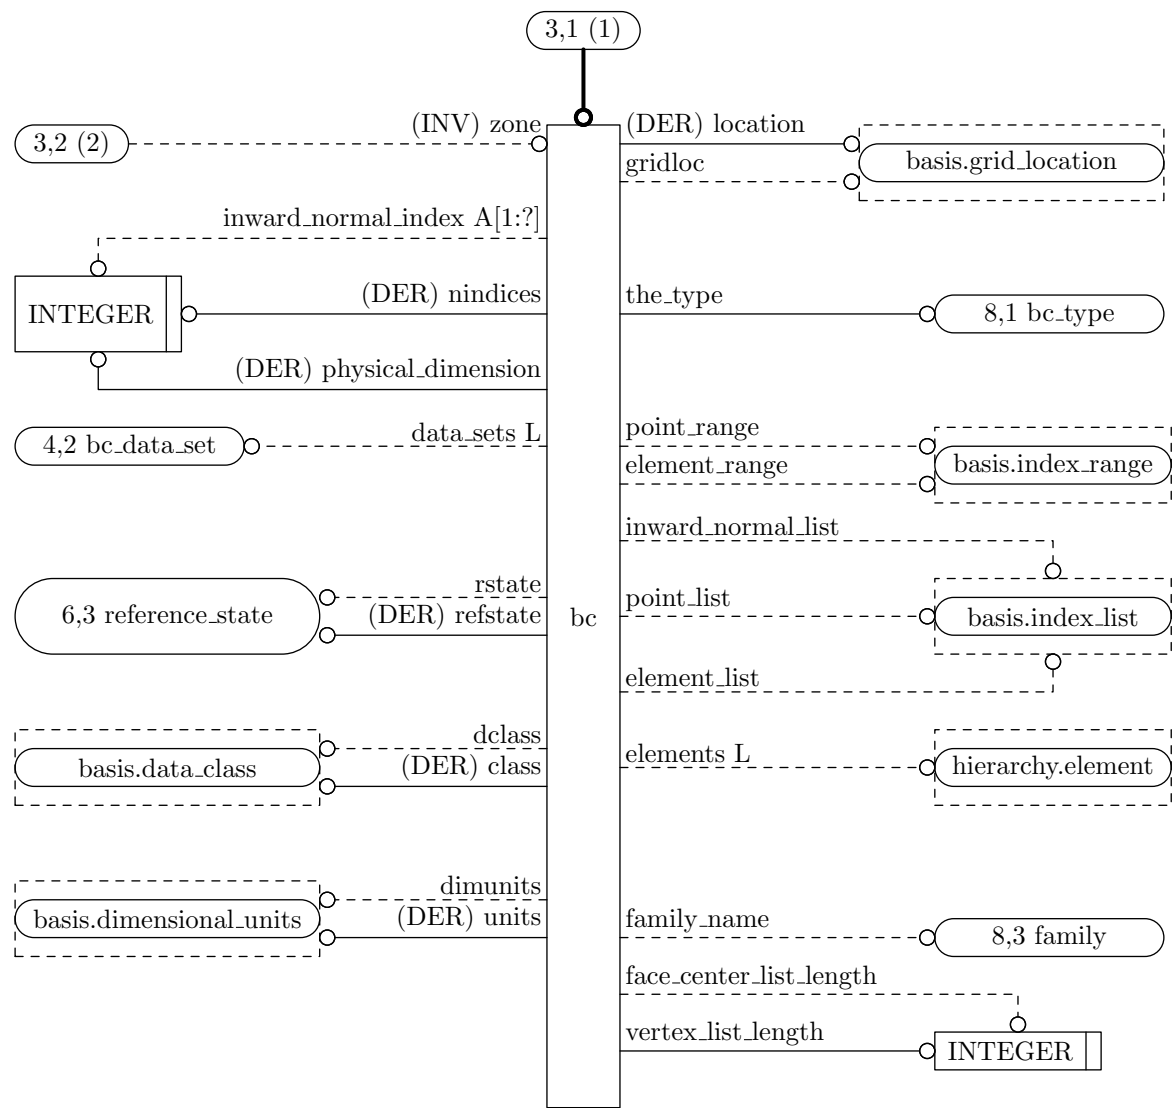 3,1 (1)
(INV) zone
3,2 (2)
(DER) location
gridloc
basis.grid_location
inward_normal_index A[1:?]
INTEGER
(DER) nindices
the_type
8,1 bc_type
(DER) physical_dimension
4,2 bc_data_set
data_sets L
point_range
element_range
basis.index_range
inward_normal_list
rstate
(DER) refstate
6,3 reference_state
bc
point_list
basis.index_list
element_list
dclass
(DER) class
basis.data_class
elements L
hierarchy.element
dimunits
(DER) units
basis.dimensional_units
family_name
8,3 family
face_center_list_length
vertex_list_length
INTEGER